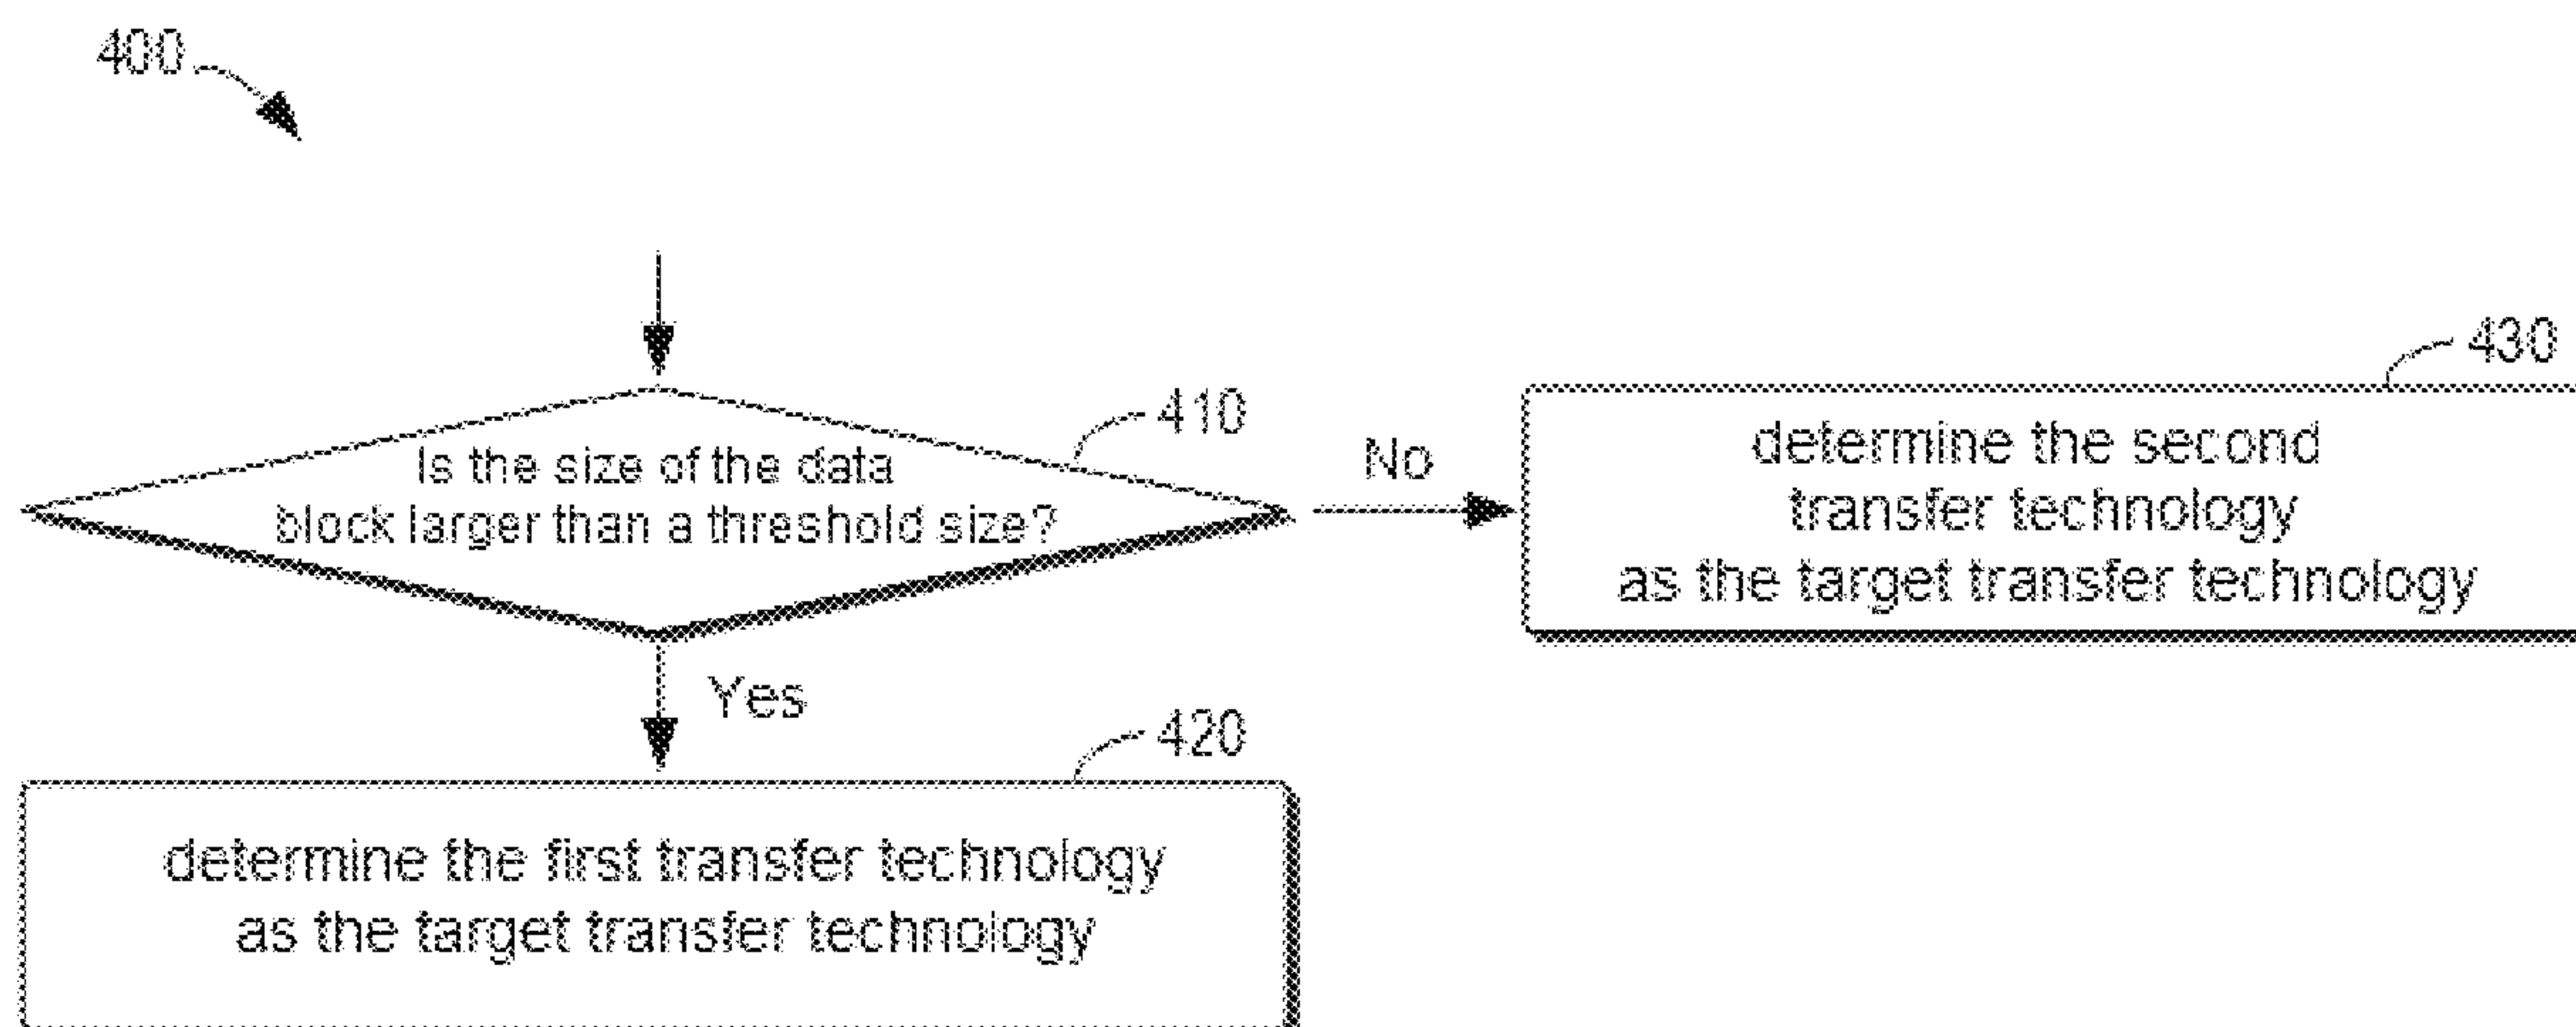 400
410
Is the size of the data
block larger than a threshold size?
No
430
determine the second
transfer technology
as the target transfer technology
Yes
420
determine the first transfer technology
as the target transfer technology